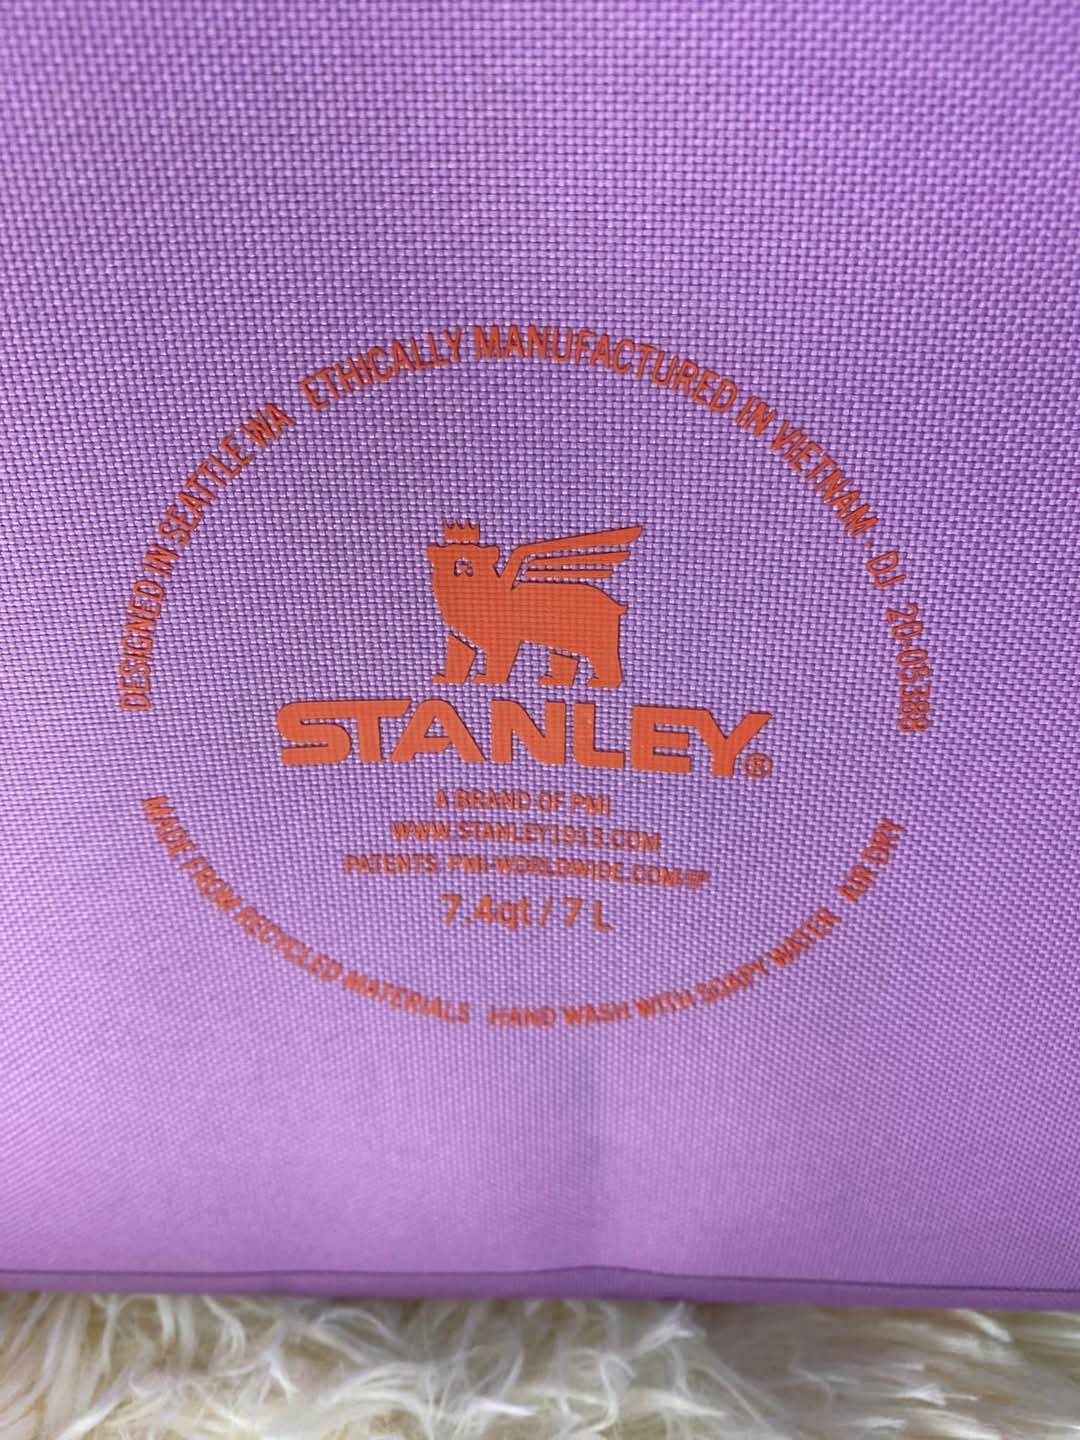 DESIGNED IN SEATTLE WA ETHICALLY MANUFACTURED IN VIETNAM - DJ 20-05388
STANLEY®
A BRAND OF PMI
WWW.STANLEY1913.COM
PATENTS: PMI-WORLDWIDE.COM/IP
7.4qt / 7 L
MADE FROM RECYCLED MATERIALS HAND WASH WITH SOAPY WATER AIR DRY